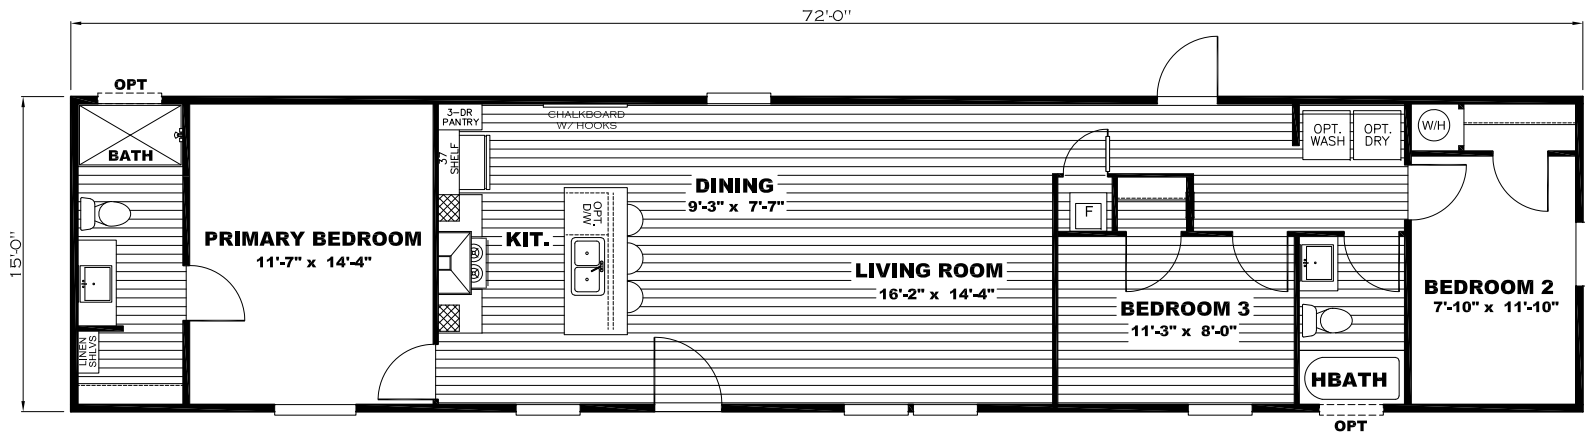 72'-0"
15'-0"
OPT
BATH
LINEN
SHLVS
PRIMARY BEDROOM
11'-7" x 14'-4"
3-DR
PANTRY
CHALKBOARD
W/ HOOKS
37
SHELF
KIT.
OPT.
D/W
DINING
9'-3" x 7'-7"
LIVING ROOM
16'-2" x 14'-4"
F
OPT.
WASH
OPT.
DRY
W/H
BEDROOM 3
11'-3" x 8'-0"
HBATH
OPT
BEDROOM 2
7'-10" x 11'-10"